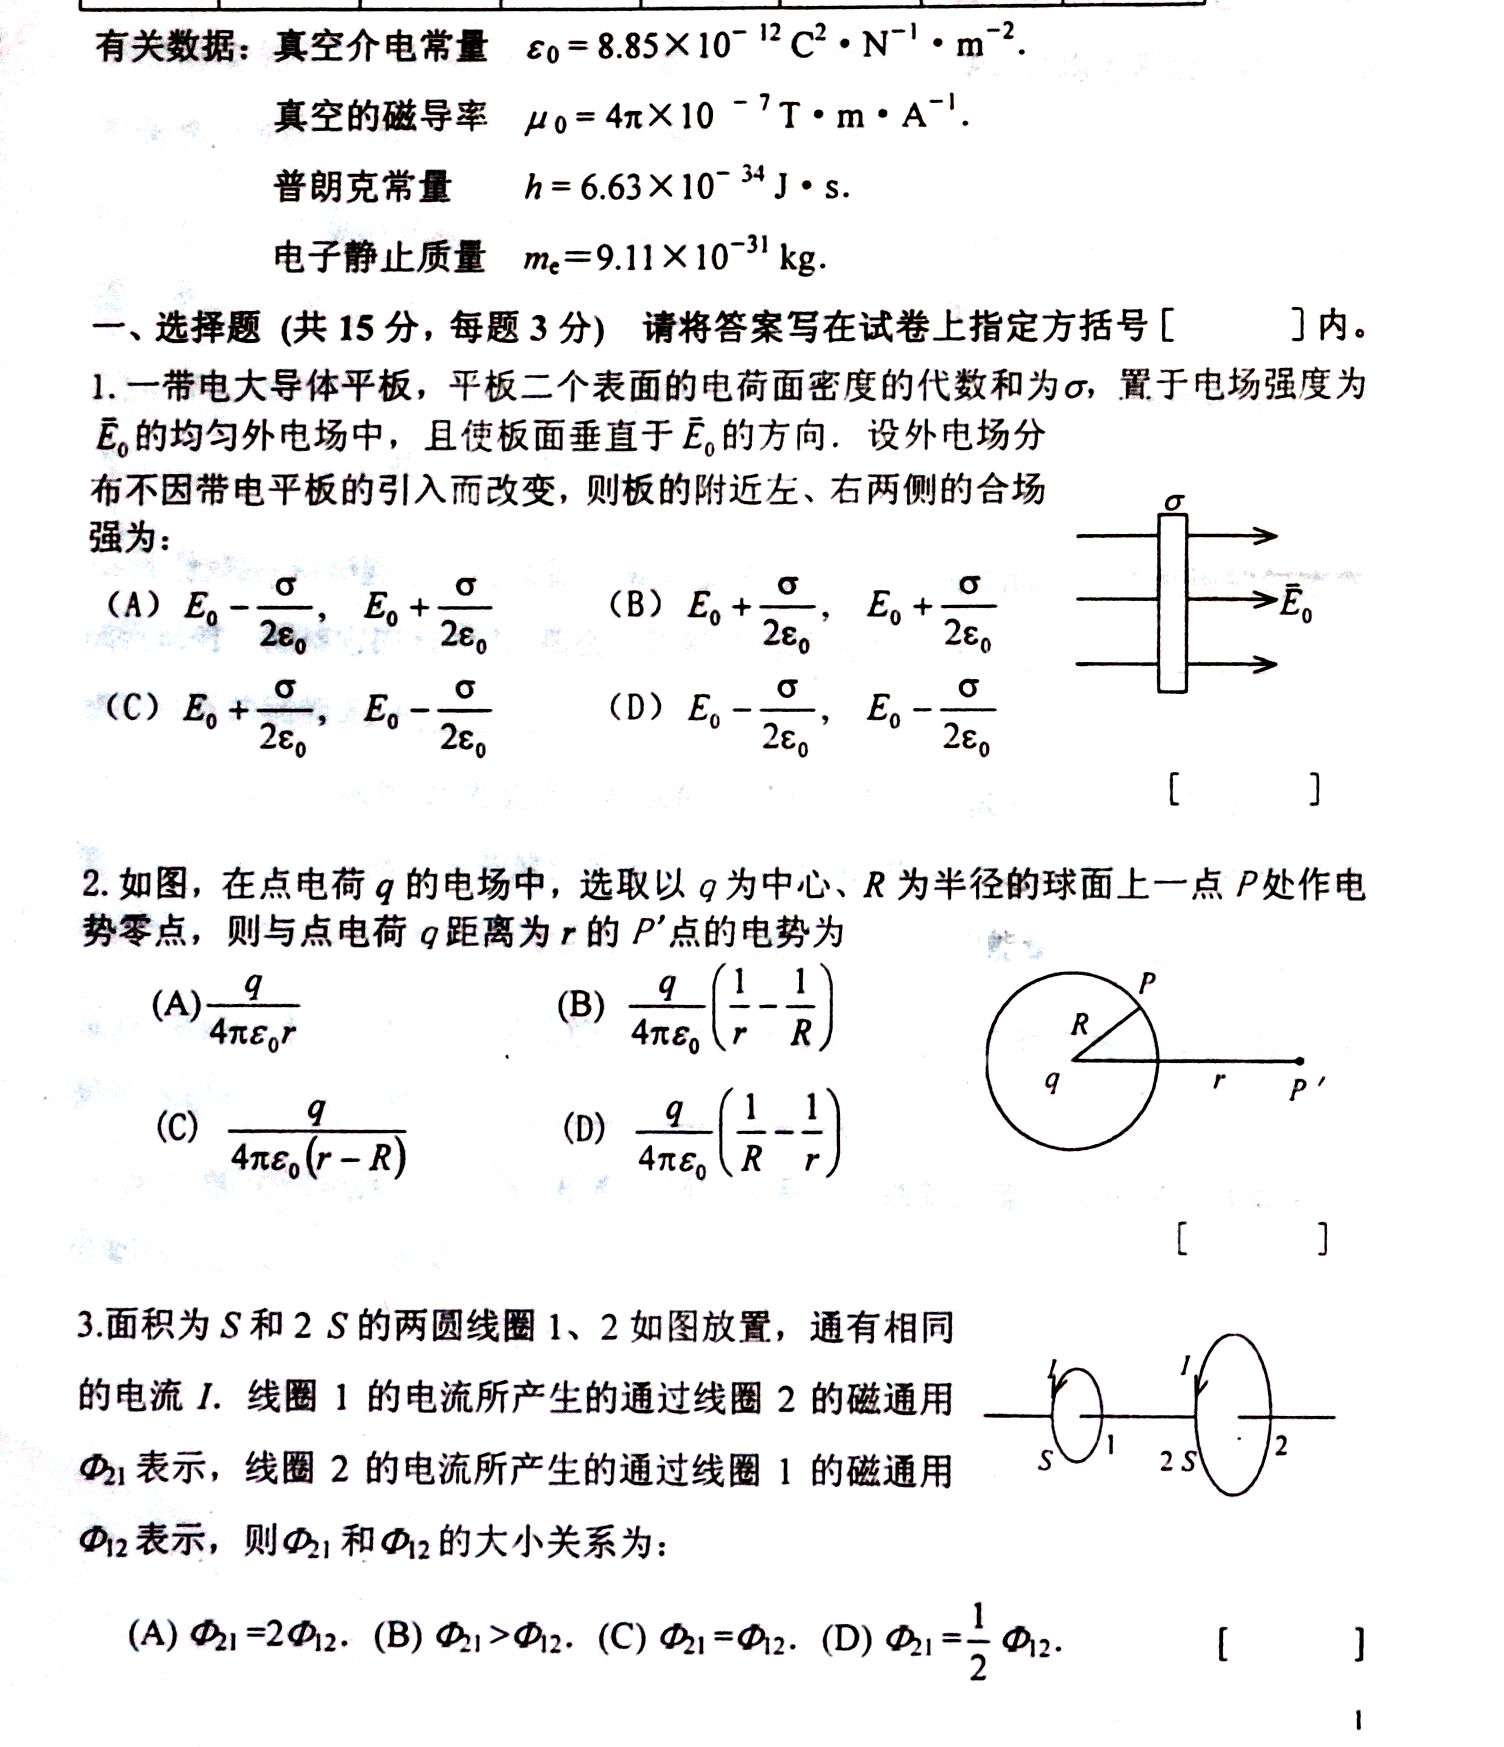 有关数据：真空介电常量 ε₀ = 8.85×10⁻¹² C²·N⁻¹·m⁻².
真空的磁导率 μ₀ = 4π×10⁻⁷ T·m·A⁻¹.
普朗克常量 h = 6.63×10⁻³⁴ J·s.
电子静止质量 mₑ=9.11×10⁻³¹ kg.
一、选择题 (共 15 分，每题 3 分) 请将答案写在试卷上指定方括号 [ ] 内。
1. 一带电大导体平板，平板二个表面的电荷面密度的代数和为σ，置于电场强度为
Ē₀的均匀外电场中，且使板面垂直于Ē₀的方向．设外电场分
布不因带电平板的引入而改变，则板的附近左、右两侧的合场
强为：
σ
Ē₀
(A) E₀ - σ/2ε₀, E₀ + σ/2ε₀ (B) E₀ + σ/2ε₀, E₀ + σ/2ε₀
(C) E₀ + σ/2ε₀, E₀ - σ/2ε₀ (D) E₀ - σ/2ε₀, E₀ - σ/2ε₀
[ ]
2. 如图，在点电荷 q 的电场中，选取以 q 为中心、R 为半径的球面上一点 P 处作电
势零点，则与点电荷 q 距离为 r 的 P′点的电势为
(A) q/4πε₀r (B) q/4πε₀ (1/r - 1/R)
(C) q/4πε₀(r - R) (D) q/4πε₀ (1/R - 1/r)
P
R
q r P′
[ ]
3.面积为 S 和 2 S 的两圆线圈 1、2 如图放置，通有相同
的电流 I．线圈 1 的电流所产生的通过线圈 2 的磁通用
Φ₂₁ 表示，线圈 2 的电流所产生的通过线圈 1 的磁通用
Φ₁₂ 表示，则Φ₂₁ 和Φ₁₂ 的大小关系为：
I I
S 1 2 S 2
(A) Φ₂₁ =2Φ₁₂. (B) Φ₂₁ >Φ₁₂. (C) Φ₂₁ =Φ₁₂. (D) Φ₂₁ = 1/2 Φ₁₂. [ ]
1